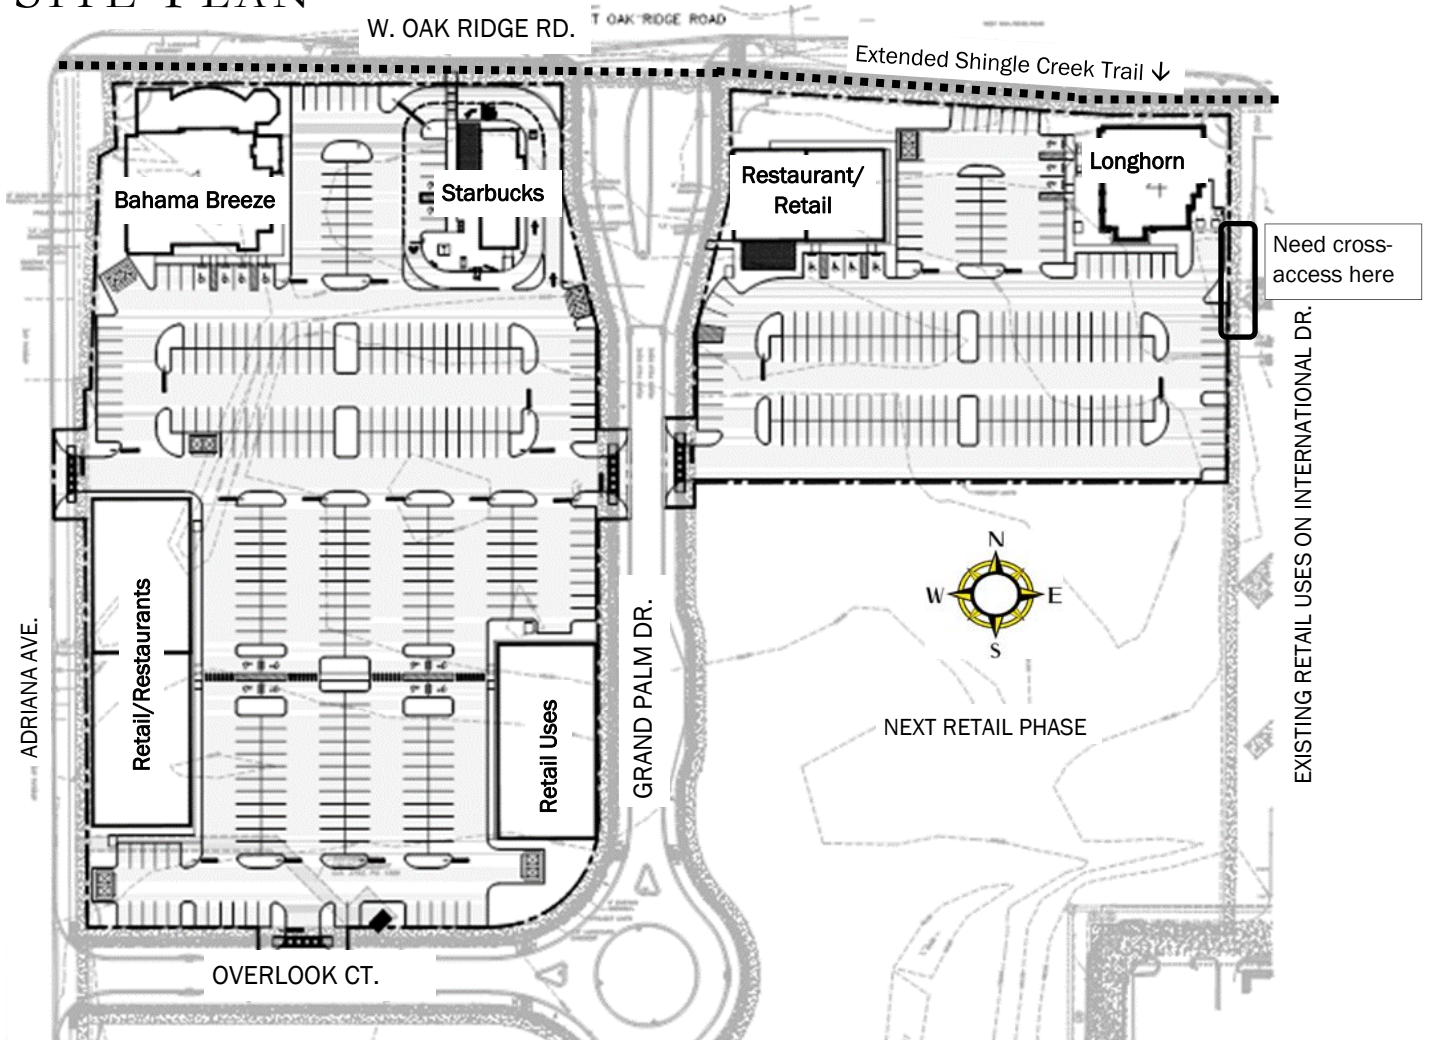 SITE PLAN
W. OAK RIDGE RD.
T OAK RIDGE ROAD
Extended Shingle Creek Trail ↓
Bahama Breeze
Starbucks
Restaurant/
Retail
Longhorn
Need cross-
access here
EXISTING RETAIL USES ON INTERNATIONAL DR.
N
W
E
S
ADRIANA AVE.
Retail/Restaurants
Retail Uses
GRAND PALM DR.
NEXT RETAIL PHASE
OVERLOOK CT.